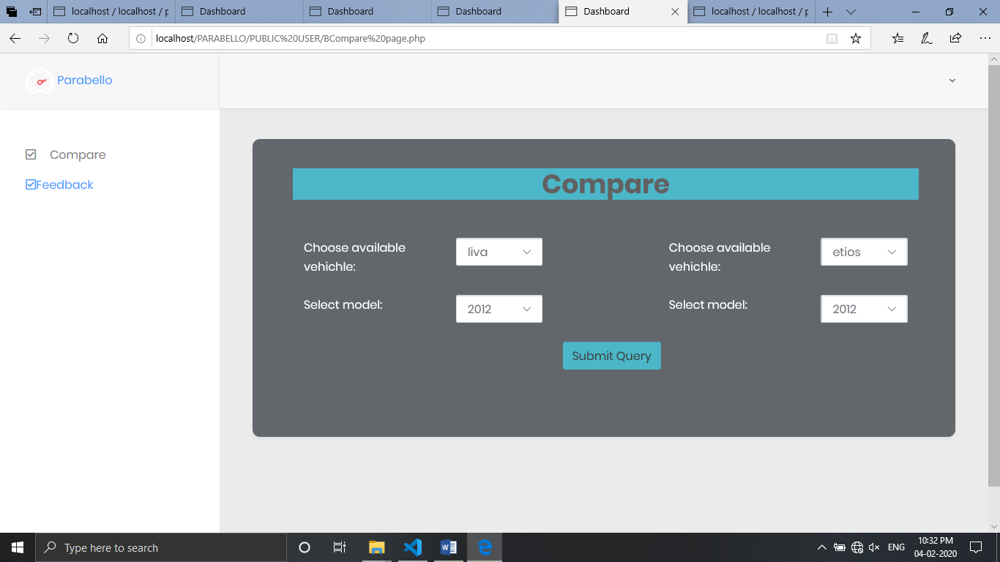 localhost / localhost / p
Dashboard
Dashboard
Dashboard
Dashboard
localhost / localhost / p
localhost/PARABELLO/PUBLIC%20USER/BCompare%20page.php
Parabello
Compare
Feedback
Compare
Choose available
vehichle:
liva
Choose available
vehichle:
etios
Select model:
2012
Select model:
2012
Submit Query
Type here to search
ENG
10:32 PM
04-02-2020